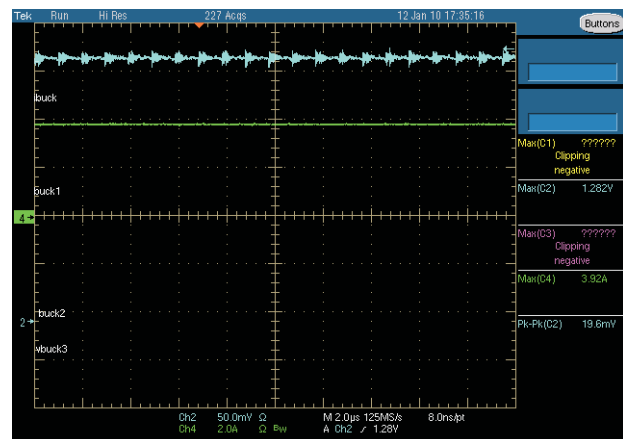 Tek Run Hi Res 227 Acqs 12 Jan 10 17:35:16
Buttons
buck
Max(C1) ??????
Clipping
negative
buck1
Max(C2) 1.282V
4
Max(C3) ??????
Clipping
negative
Max(C4) 3.92A
buck2
2
Pk-Pk(C2) 19.6mV
vbuck3
Ch2 50.0mV Ω M 2.0µs 125MS/s 8.0ns/pt
Ch4 2.0A Ω Bw A Ch2 ∕ 1.28V